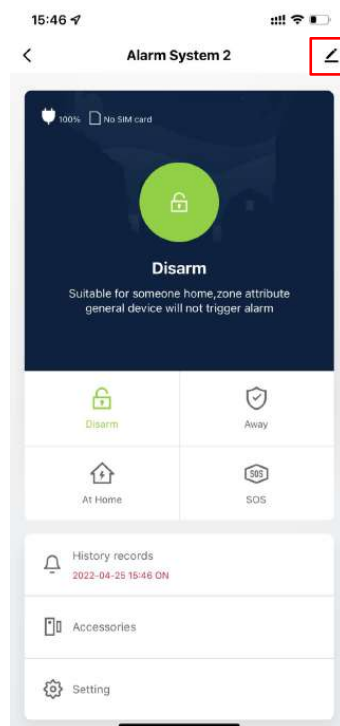 15:46
Alarm System 2
100% No SIM card
Disarm
Suitable for someone home,zone attribute
general device will not trigger alarm
Disarm
Away
At Home
SOS
SOS
History records
2022-04-25 15:46 ON
Accessories
Setting